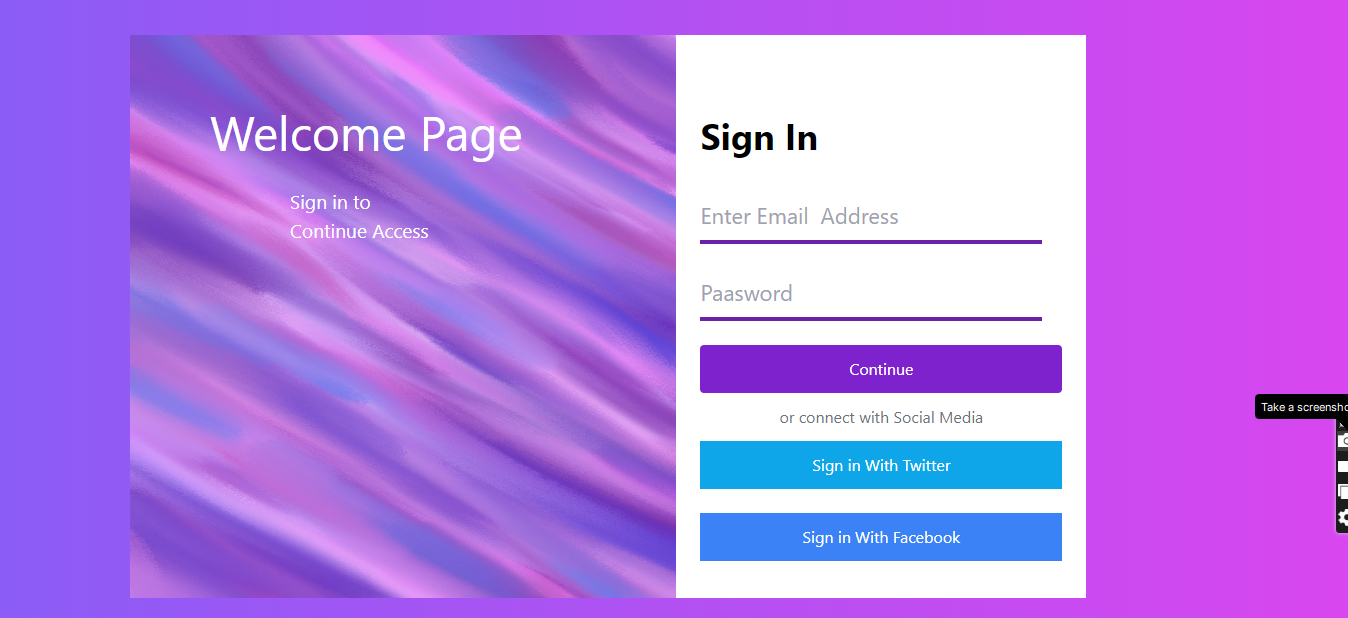 Welcome Page
Sign in to
Continue Access
Sign In
Enter Email  Address
Paasword
Continue
or connect with Social Media
Sign in With Twitter
Sign in With Facebook
Take a